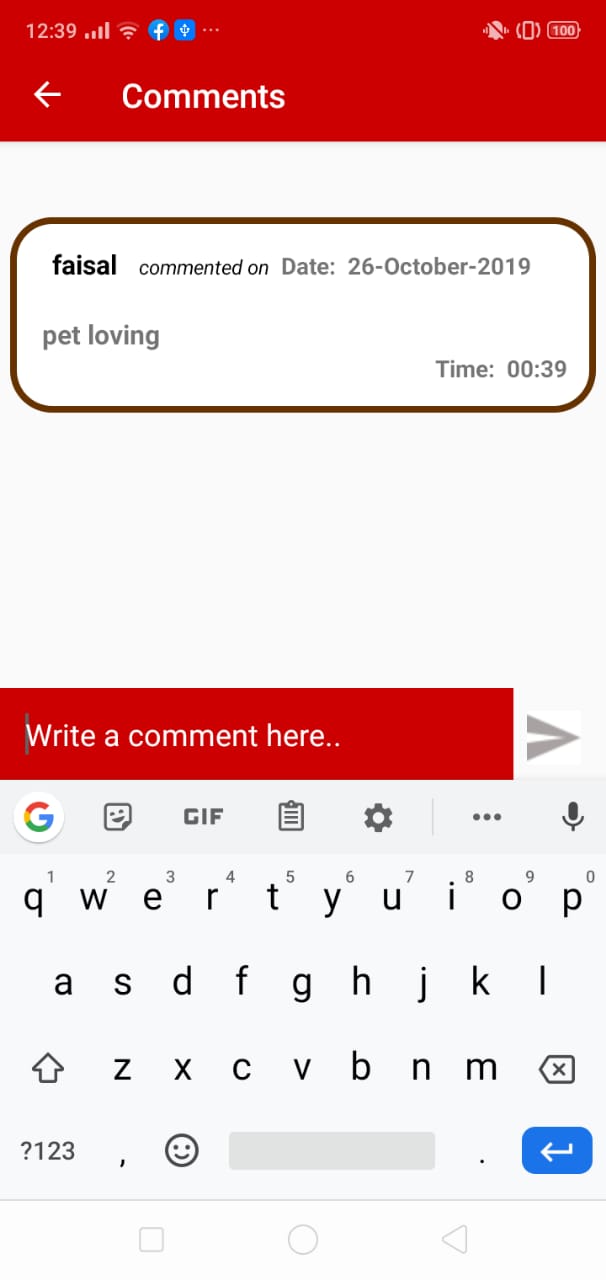 12:39 100
Comments
faisal commented on Date: 26-October-2019
pet loving
Time: 00:39
Write a comment here..
G GIF
1 2 3 4 5 6 7 8 9 0
q w e r t y u i o p
a s d f g h j k l
z x c v b n m
?123 , .